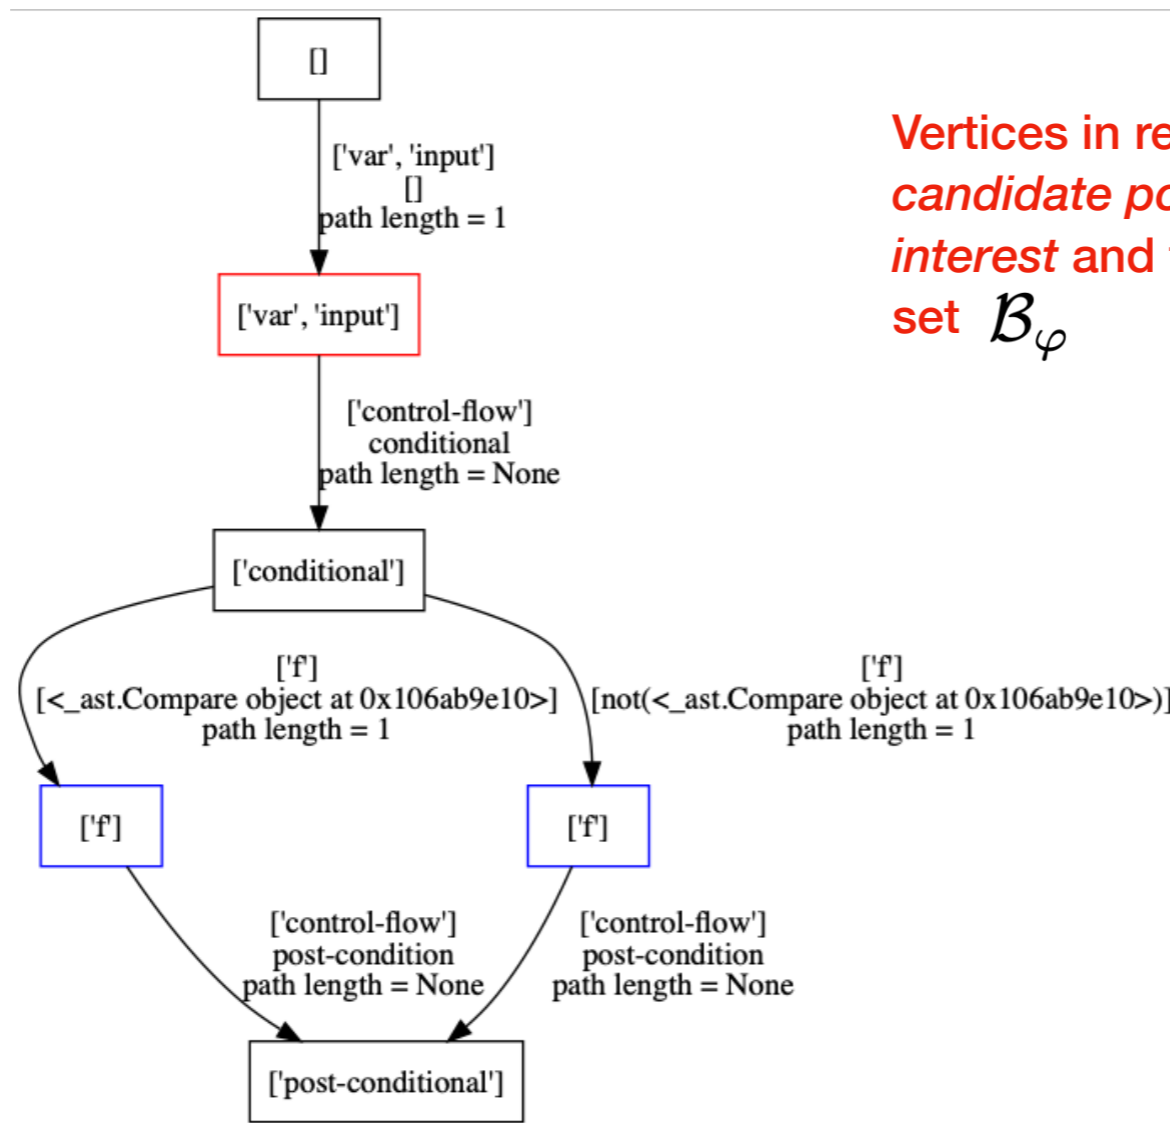 []
['var', 'input']
[]
path length = 1
Vertices in re
candidate po
interest and
set ℬφ
['var', 'input']
['control-flow']
conditional
path length = None
['conditional']
['f']
[<_ast.Compare object at 0x106ab9e10>]
path length = 1
['f']
[not(<_ast.Compare object at 0x106ab9e10>)]
path length = 1
['f']
['f']
['control-flow']
post-condition
path length = None
['control-flow']
post-condition
path length = None
['post-conditional']